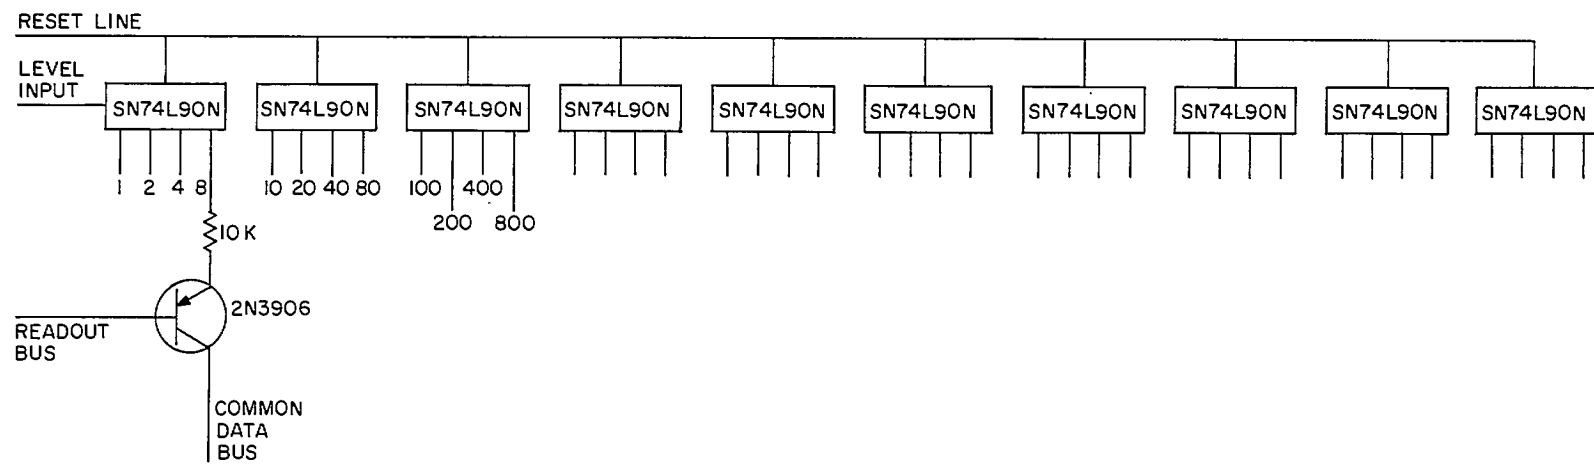 RESET LINE
LEVEL
INPUT
SN74L90N SN74L90N SN74L90N SN74L90N SN74L90N SN74L90N SN74L90N SN74L90N SN74L90N SN74L90N
1 2 4 8 10 20 40 80 100 400
200 800
10K
2N3906
READOUT
BUS
COMMON
DATA
BUS